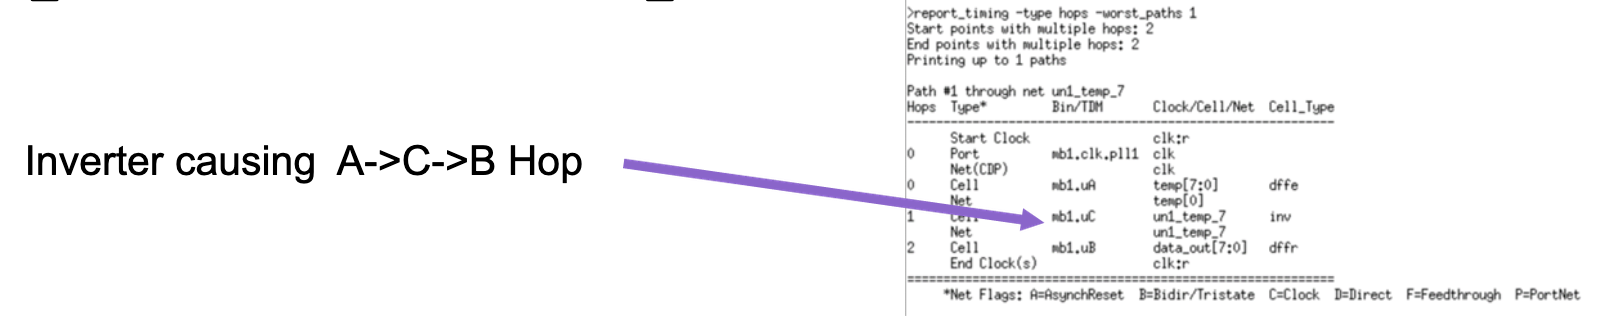 >report_timing -type hops -worst_paths 1
Start points with multiple hops: 2
End points with multiple hops: 2
Printing up to 1 paths
Path #1 through net un1_temp_7
Hops Type* Bin/TDM Clock/Cell/Net Cell_Type
Start Clock clk:r
0 Port mb1.clk.pll1 clk
Net(CDP) clk
0 Cell mb1.uA temp[7:0] dffe
Net temp[0]
1 Cell mb1.uC un1_temp_7 inv
Net un1_temp_7
2 Cell mb1.uB data_out[7:0] dffr
End Clock(s) clk:r
*Net Flags: A=AsynchReset B=Bidir/Tristate C=Clock D=Direct F=Feedthrough P=PortNet
Inverter causing A->C->B Hop